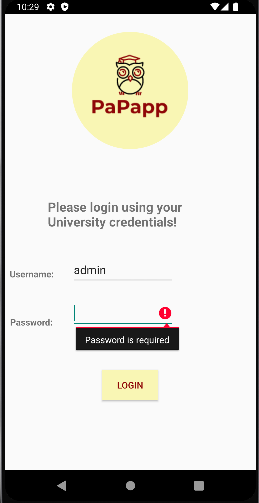 10:29
PaPapp
Please login using your
University credentials!
Username:
admin
Password:
Password is required
LOGIN